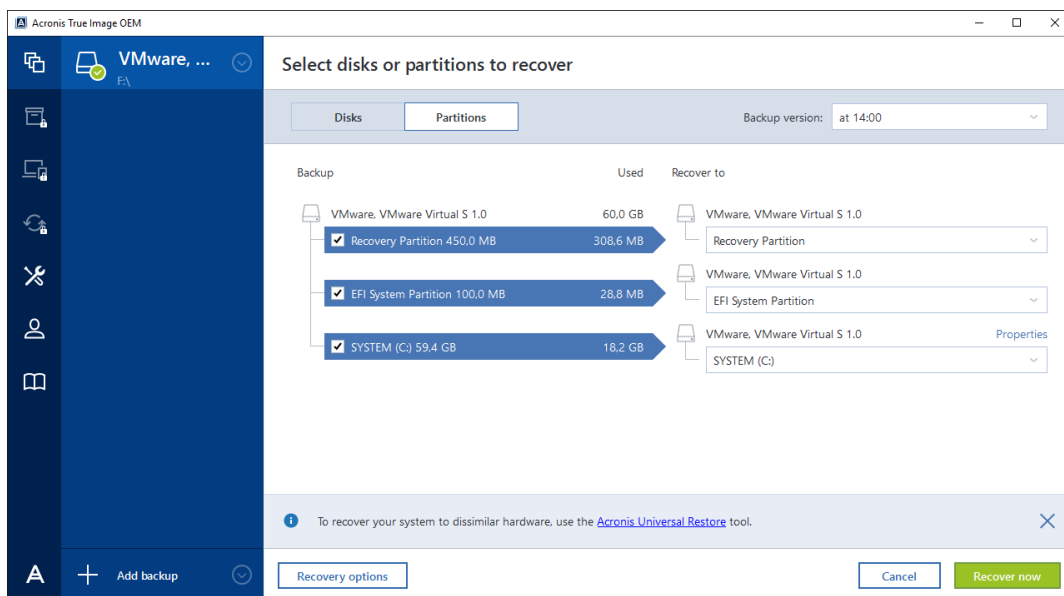 Acronis True Image OEM
VMware, ...
F:\
Select disks or partitions to recover
Disks
Partitions
Backup version:
at 14:00
Backup
Used
Recover to
VMware, VMware Virtual S 1.0
60,0 GB
VMware, VMware Virtual S 1.0
Recovery Partition 450,0 MB
308,6 MB
Recovery Partition
VMware, VMware Virtual S 1.0
EFI System Partition 100,0 MB
28,8 MB
EFI System Partition
VMware, VMware Virtual S 1.0
Properties
SYSTEM (C:) 59,4 GB
18,2 GB
SYSTEM (C:)
To recover your system to dissimilar hardware, use the Acronis Universal Restore tool.
Add backup
Recovery options
Cancel
Recover now